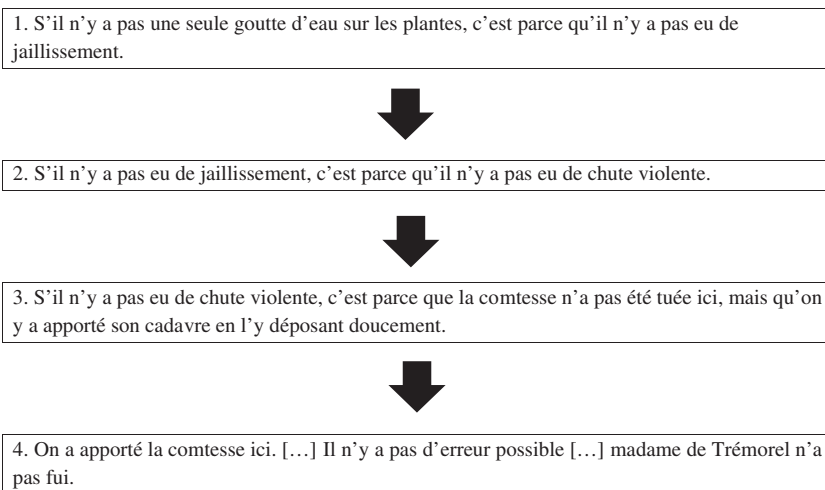 1. S’il n’y a pas une seule goutte d’eau sur les plantes, c’est parce qu’il n’y a pas eu de
jaillissement.
2. S’il n’y a pas eu de jaillissement, c’est parce qu’il n’y a pas eu de chute violente.
3. S’il n’y a pas eu de chute violente, c’est parce que la comtesse n’a pas été tuée ici, mais qu’on
y a apporté son cadavre en l’y déposant doucement.
4. On a apporté la comtesse ici. […] Il n’y a pas d’erreur possible […] madame de Trémorel n’a
pas fui.